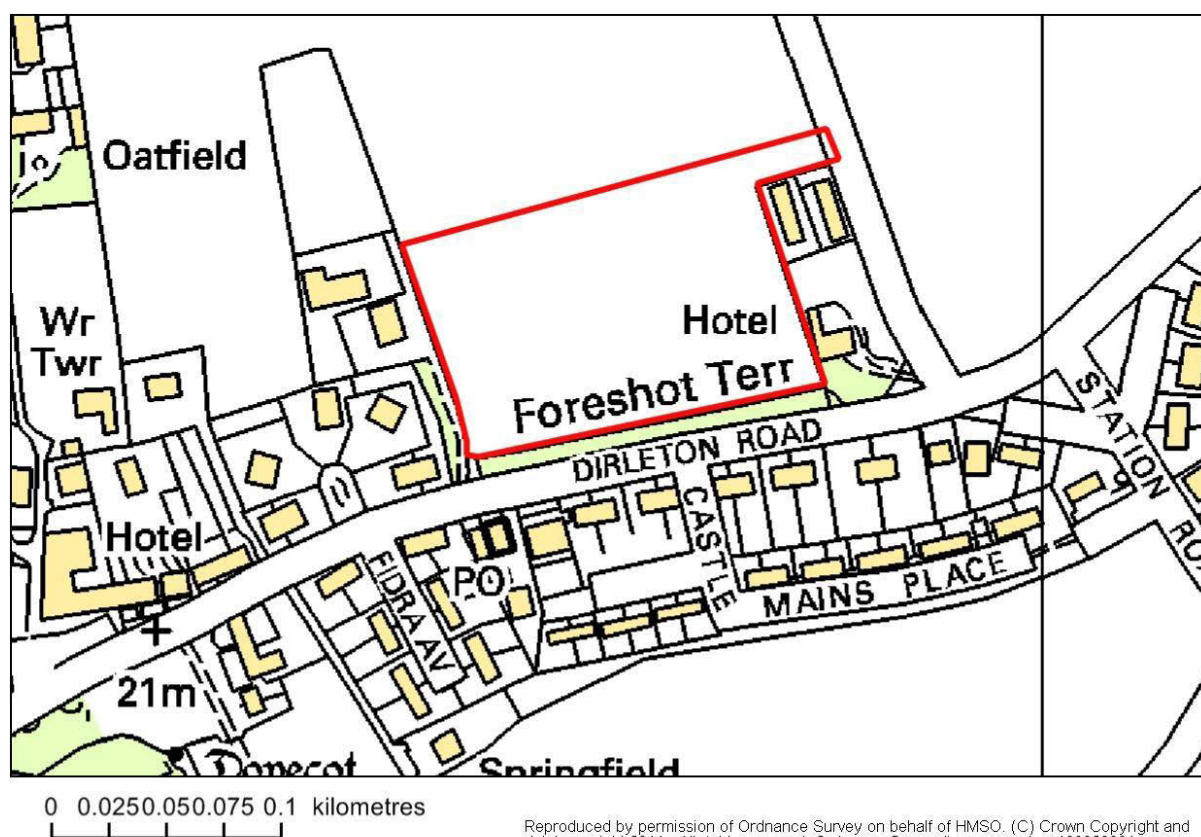 Oatfield
Wr
Twr
Hotel
Foreshot Terr
DIRLETON ROAD
STATION
Hotel
CASTLE
PO
FIDRA AV
MAINS PLACE
21m
Springfield
0 0.0250.050.075 0.1 kilometres
Reproduced by permission of Ordnance Survey on behalf of HMSO. (C) Crown Copyright and